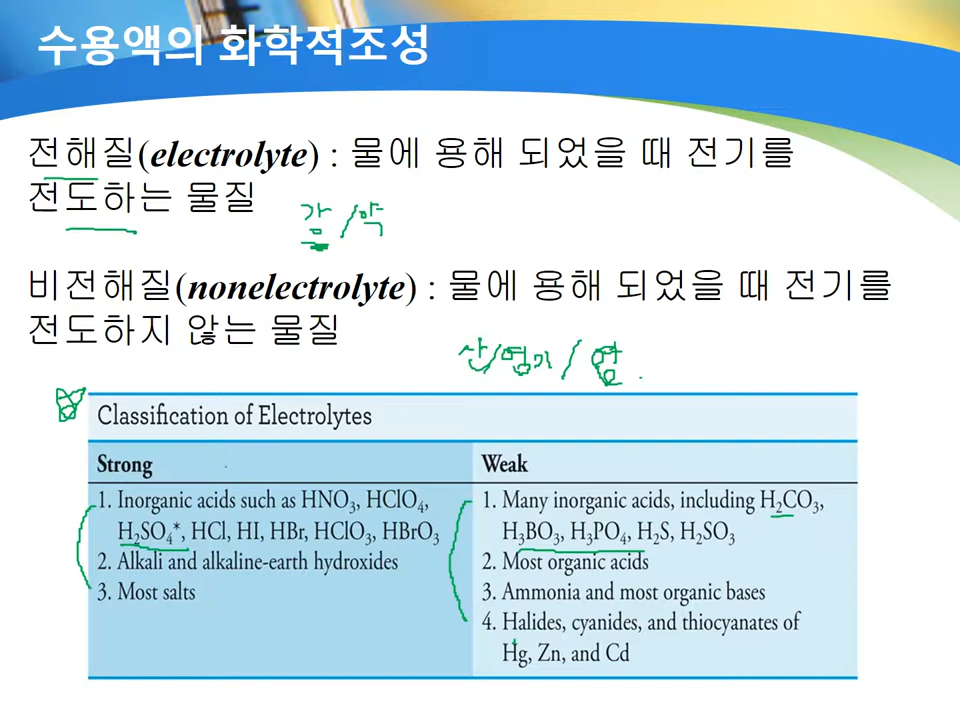 수용액의 화학적조성
전해질(electrolyte) : 물에 용해 되었을 때 전기를
전도하는 물질
강/약
비전해질(nonelectrolyte) : 물에 용해 되었을 때 전기를
전도하지 않는 물질
산/염기/염
Classification of Electrolytes
Strong
1. Inorganic acids such as HNO₃, HClO₄,
H₂SO₄*, HCl, HI, HBr, HClO₃, HBrO₃
2. Alkali and alkaline-earth hydroxides
3. Most salts
Weak
1. Many inorganic acids, including H₂CO₃,
H₃BO₃, H₃PO₄, H₂S, H₂SO₃
2. Most organic acids
3. Ammonia and most organic bases
4. Halides, cyanides, and thiocyanates of
Hg, Zn, and Cd